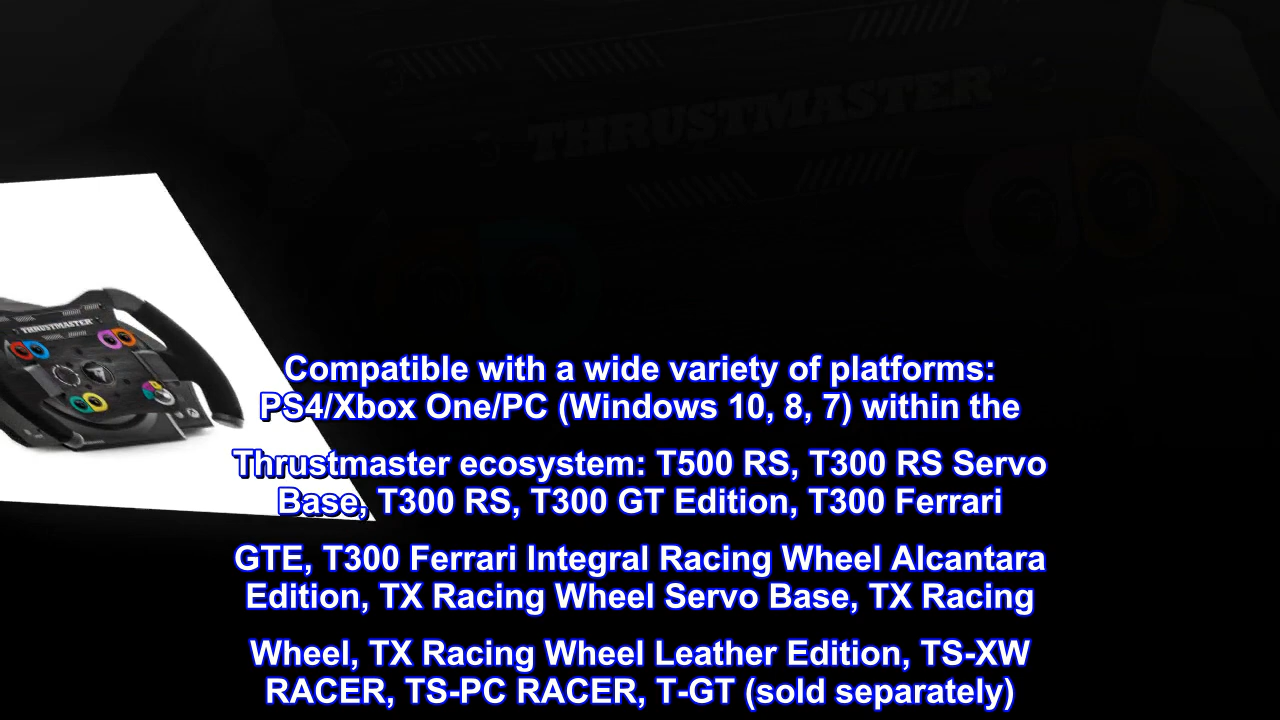 THRUSTMASTER
THRUSTMASTER
Compatible with a wide variety of platforms:
PS4/Xbox One/PC (Windows 10, 8, 7) within the
Thrustmaster ecosystem: T500 RS, T300 RS Servo
Base, T300 RS, T300 GT Edition, T300 Ferrari
GTE, T300 Ferrari Integral Racing Wheel Alcantara
Edition, TX Racing Wheel Servo Base, TX Racing
Wheel, TX Racing Wheel Leather Edition, TS-XW
RACER, TS-PC RACER, T-GT (sold separately)